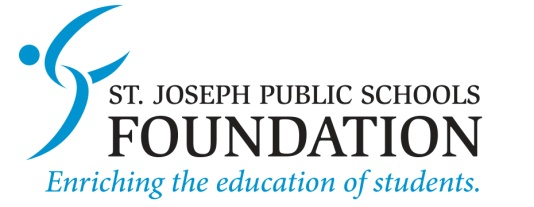 ST. JOSEPH PUBLIC SCHOOLS
FOUNDATION
Enriching the education of students.